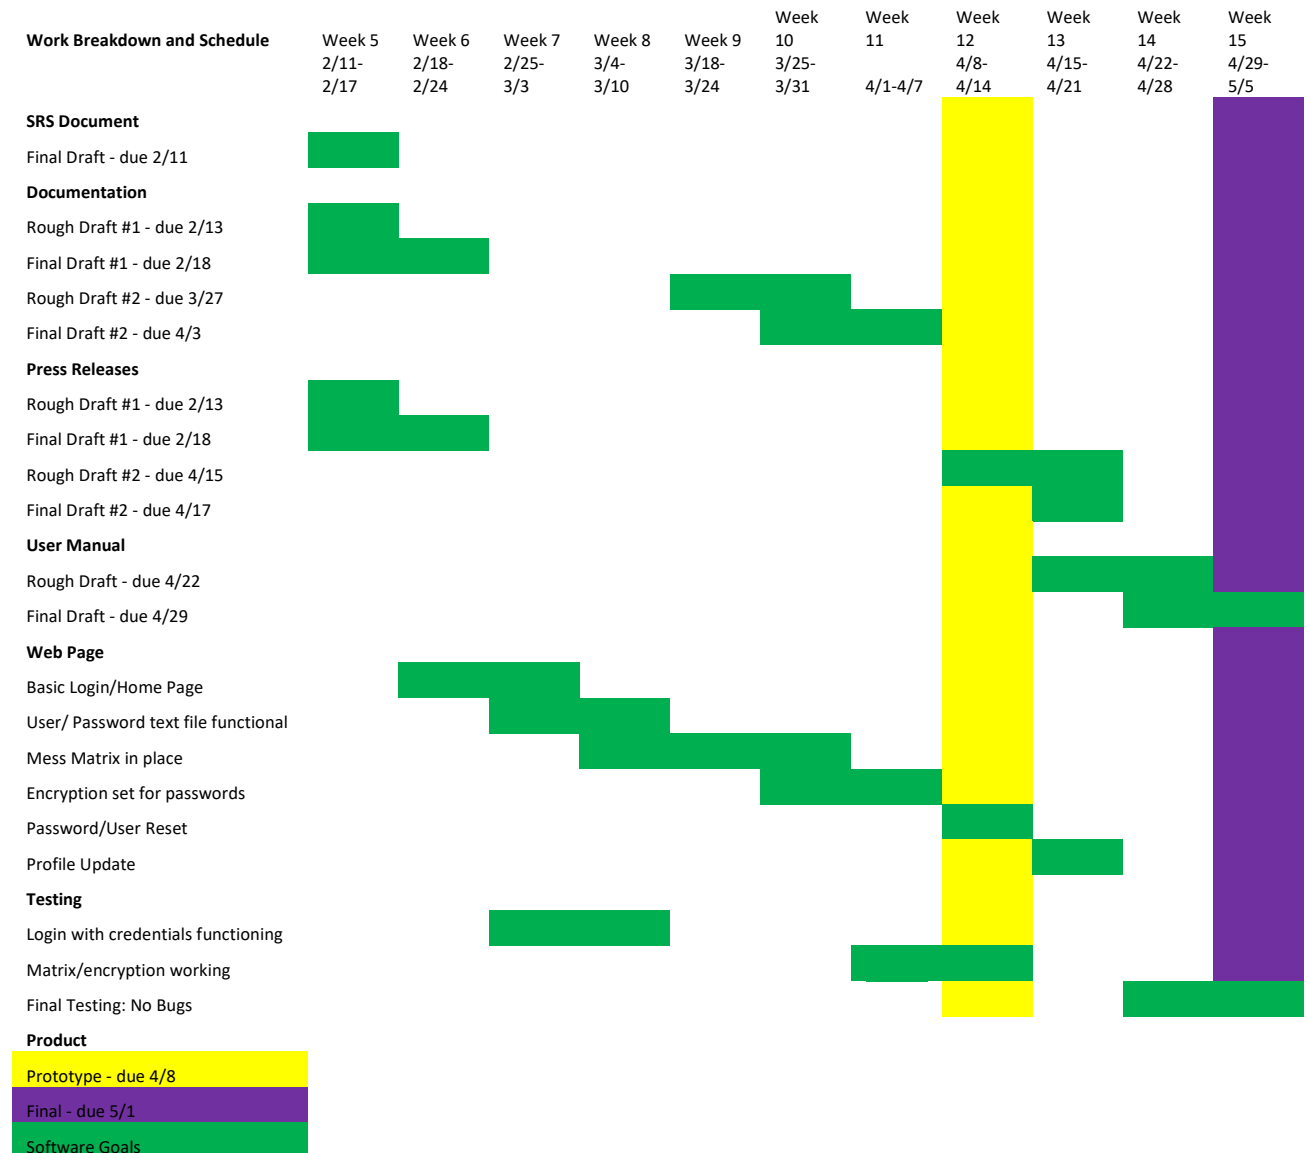 Week Week Week Week Week Week
Work Breakdown and Schedule Week 5 Week 6 Week 7 Week 8 Week 9 10 11 12 13 14 15
2/11- 2/18- 2/25- 3/4- 3/18- 3/25- 4/8- 4/15- 4/22- 4/29-
2/17 2/24 3/3 3/10 3/24 3/31 4/1-4/7 4/14 4/21 4/28 5/5
SRS Document
Final Draft - due 2/11
Documentation
Rough Draft #1 - due 2/13
Final Draft #1 - due 2/18
Rough Draft #2 - due 3/27
Final Draft #2 - due 4/3
Press Releases
Rough Draft #1 - due 2/13
Final Draft #1 - due 2/18
Rough Draft #2 - due 4/15
Final Draft #2 - due 4/17
User Manual
Rough Draft - due 4/22
Final Draft - due 4/29
Web Page
Basic Login/Home Page
User/ Password text file functional
Mess Matrix in place
Encryption set for passwords
Password/User Reset
Profile Update
Testing
Login with credentials functioning
Matrix/encryption working
Final Testing: No Bugs
Product
Prototype - due 4/8
Final - due 5/1
Software Goals